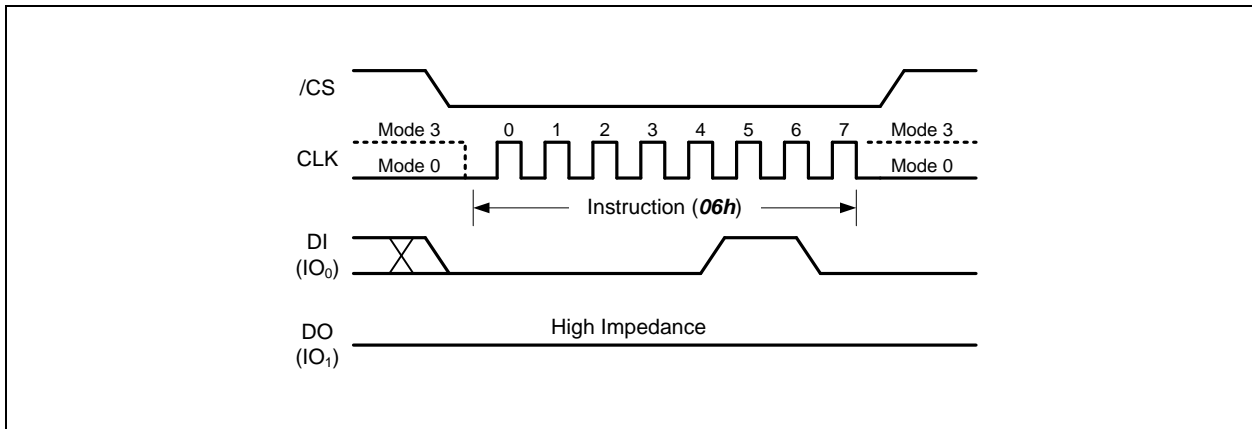 /CS
Mode 3 0 1 2 3 4 5 6 7 Mode 3
CLK
Mode 0 Mode 0
Instruction (06h)
DI
(IO₀)
High Impedance
DO
(IO₁)